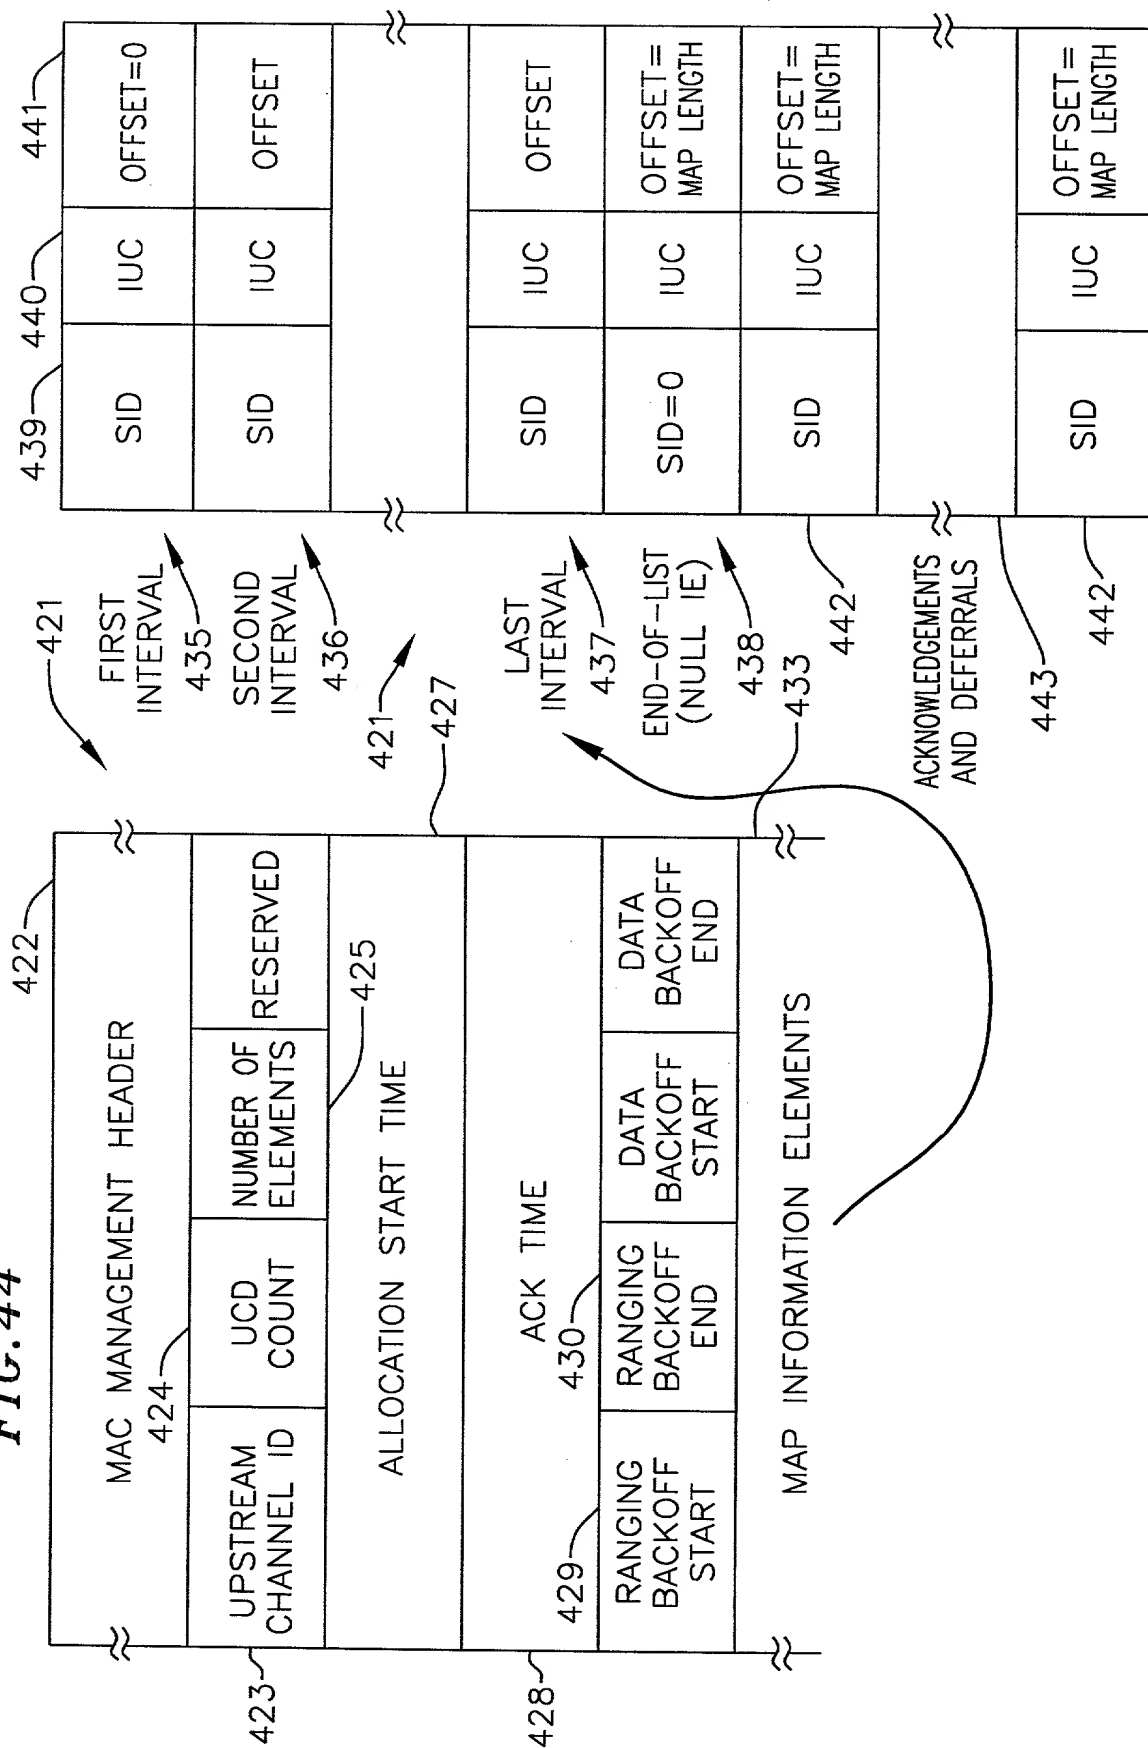 FIG. 44
421
422
MAC MANAGEMENT HEADER
424
423
UPSTREAM
CHANNEL ID
UCD
COUNT
NUMBER OF
ELEMENTS
RESERVED
425
ALLOCATION START TIME
427
428
ACK TIME
429
430
RANGING
BACKOFF
START
RANGING
BACKOFF
END
DATA
BACKOFF
START
DATA
BACKOFF
END
433
MAP INFORMATION ELEMENTS
439
440
441
FIRST
INTERVAL
435
SID
IUC
OFFSET=0
SECOND
INTERVAL
436
SID
IUC
OFFSET
421
LAST
INTERVAL
437
SID
IUC
OFFSET
END-OF-LIST
(NULL IE)
438
SID=0
IUC
OFFSET=
MAP LENGTH
442
SID
IUC
OFFSET=
MAP LENGTH
ACKNOWLEDGEMENTS
AND DEFERRALS
443
442
SID
IUC
OFFSET=
MAP LENGTH